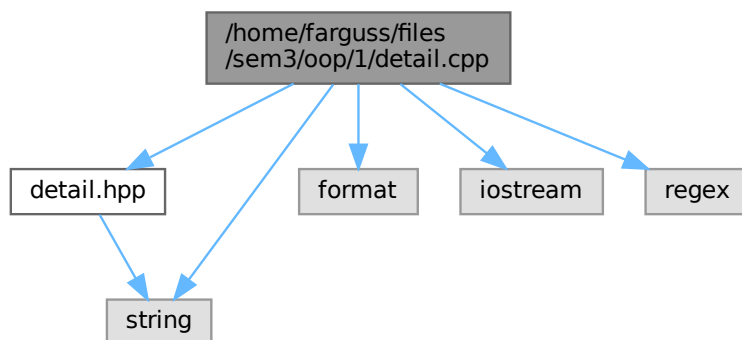 /home/farguss/files
/sem3/oop/1/detail.cpp
detail.hpp
format
iostream
regex
string